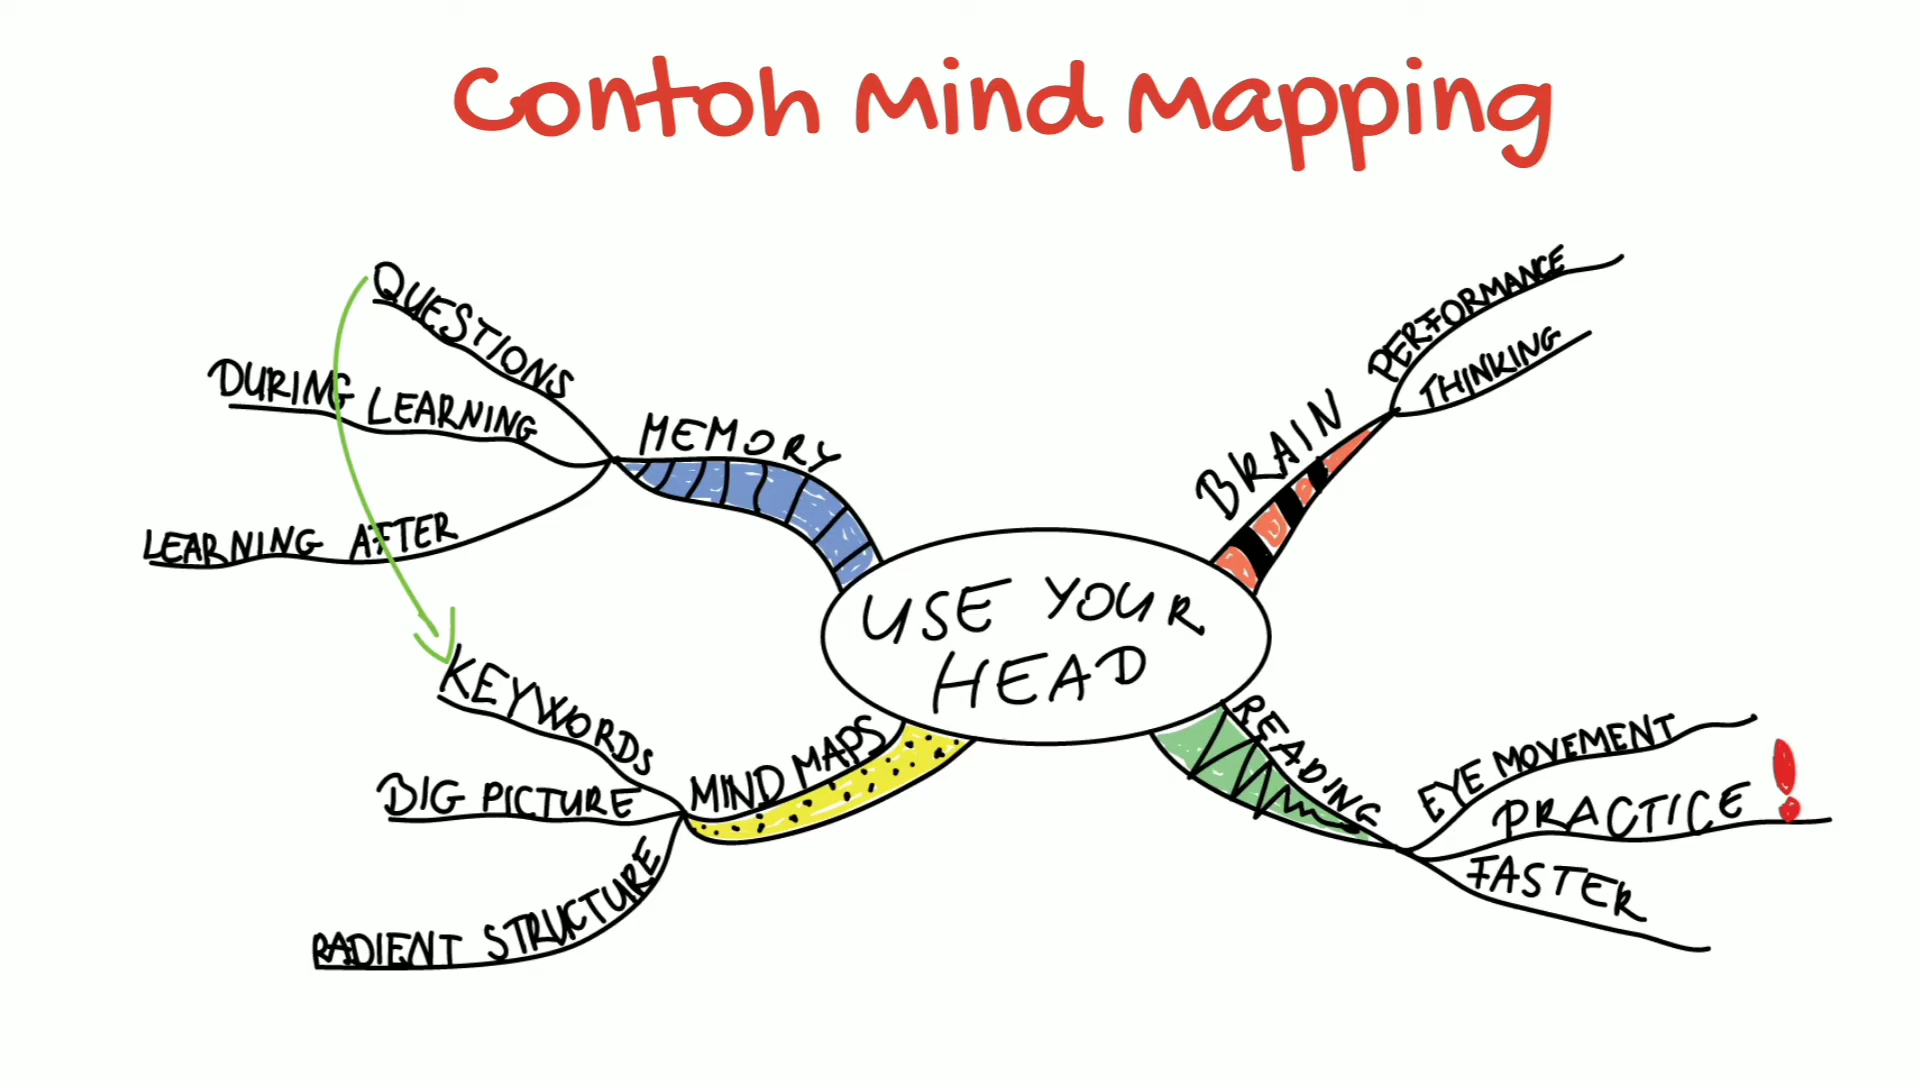 Contoh Mind Mapping
QUESTIONS
DURING LEARNING
LEARNING AFTER
MEMORY
BRAIN
PERFORMANCE
THINKING
USE YOUR
HEAD
KEYWORDS
BIG PICTURE
RADIENT STRUCTURE
MIND MAPS
READING
EYE MOVEMENT
PRACTICE !
FASTER